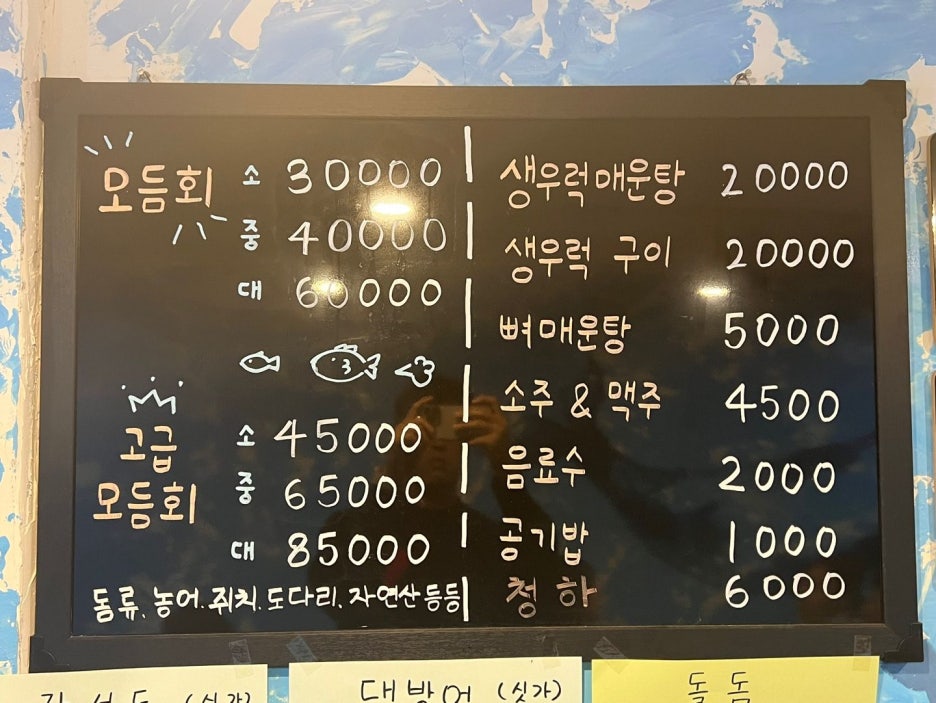 모듬회 소 30000
중 40000
대 60000
고급 모듬회 소 45000
중 65000
대 85000
돔류, 농어. 쥐치. 도다리. 자연산등등
생우럭매운탕 20000
생우럭 구이 20000
뼈매운탕 5000
소주 & 맥주 4500
음료수 2000
공기밥 1000
청하 6000
(싯가)
대방어 (싯가)
돌돔